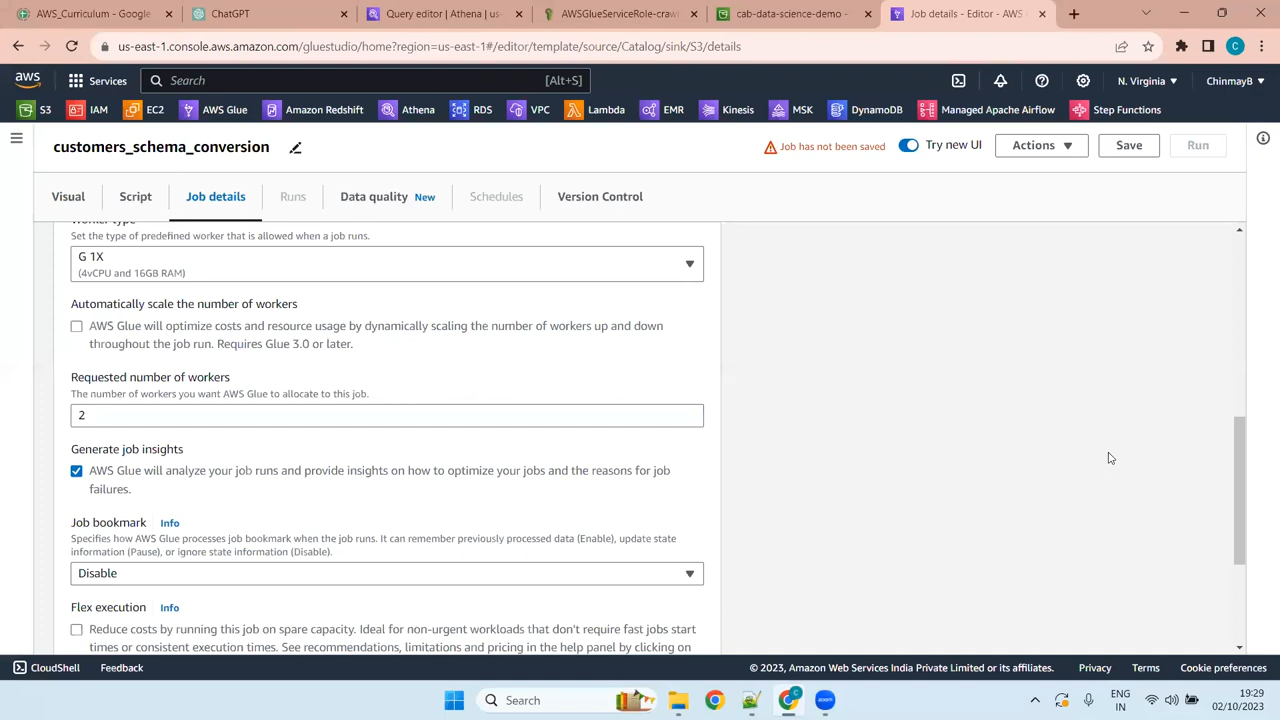 AWS_Curriculum - Google Sheets
ChatGPT
Query editor | Athena | us-
AWSGlueServiceRole-craw
cab-data-science-demo -
Job details - Editor - AWS
us-east-1.console.aws.amazon.com/gluestudio/home?region=us-east-1#/editor/template/source/Catalog/sink/S3/details
C
aws
Services
Search
[Alt+S]
N. Virginia
ChinmayB
S3
IAM
EC2
AWS Glue
Amazon Redshift
Athena
RDS
VPC
Lambda
EMR
Kinesis
MSK
DynamoDB
Managed Apache Airflow
Step Functions
customers_schema_conversion
Job has not been saved
Try new UI
Actions
Save
Run
Visual
Script
Job details
Runs
Data quality New
Schedules
Version Control
Worker type
Set the type of predefined worker that is allowed when a job runs.
G 1X
(4vCPU and 16GB RAM)
Automatically scale the number of workers
AWS Glue will optimize costs and resource usage by dynamically scaling the number of workers up and down
throughout the job run. Requires Glue 3.0 or later.
Requested number of workers
The number of workers you want AWS Glue to allocate to this job.
2
Generate job insights
AWS Glue will analyze your job runs and provide insights on how to optimize your jobs and the reasons for job
failures.
Job bookmark Info
Specifies how AWS Glue processes job bookmark when the job runs. It can remember previously processed data (Enable), update state
information (Pause), or ignore state information (Disable).
Disable
Flex execution Info
Reduce costs by running this job on spare capacity. Ideal for non-urgent workloads that don't require fast jobs start
times or consistent execution times. See recommendations, limitations and pricing in the help panel by clicking on
CloudShell
Feedback
© 2023, Amazon Web Services India Private Limited or its affiliates.
Privacy
Terms
Cookie preferences
Search
ENG
IN
19:29
02/10/2023